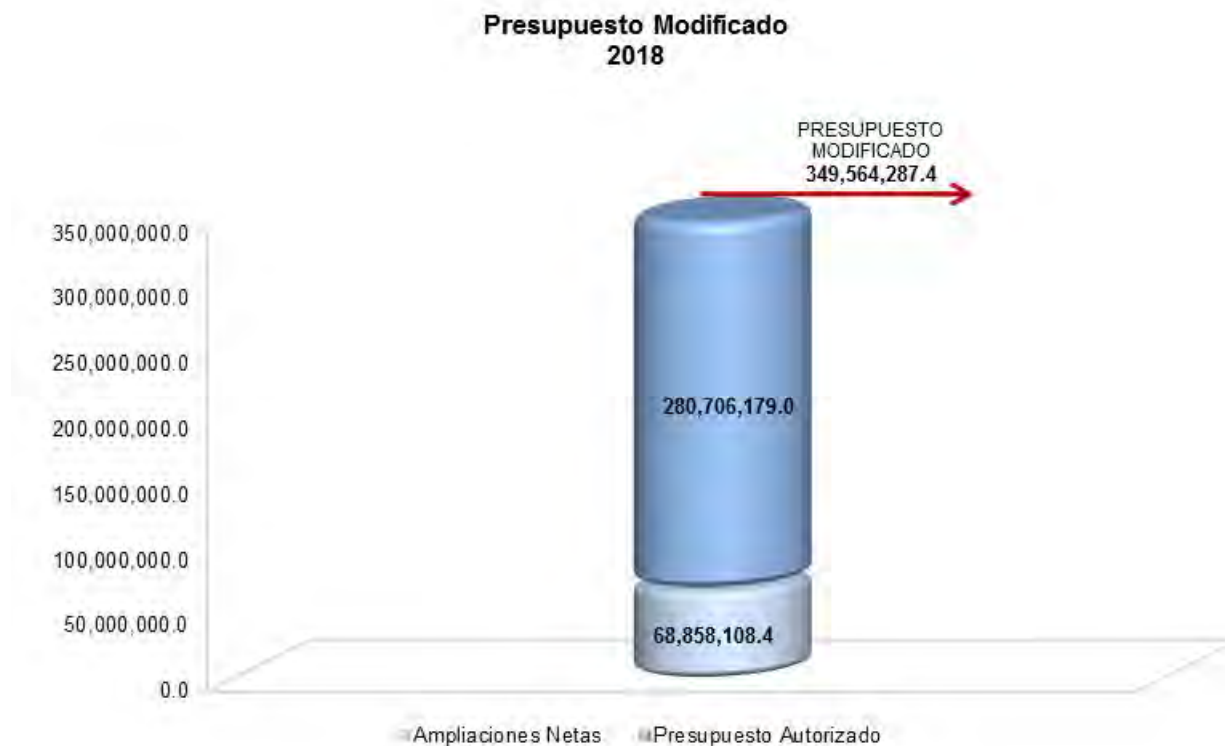 Presupuesto Modificado
2018
PRESUPUESTO
MODIFICADO
349,564,287.4
350,000,000.0
300,000,000.0
250,000,000.0
200,000,000.0
150,000,000.0
100,000,000.0
50,000,000.0
0.0
280,706,179.0
68,858,108.4
Ampliaciones Netas
Presupuesto Autorizado